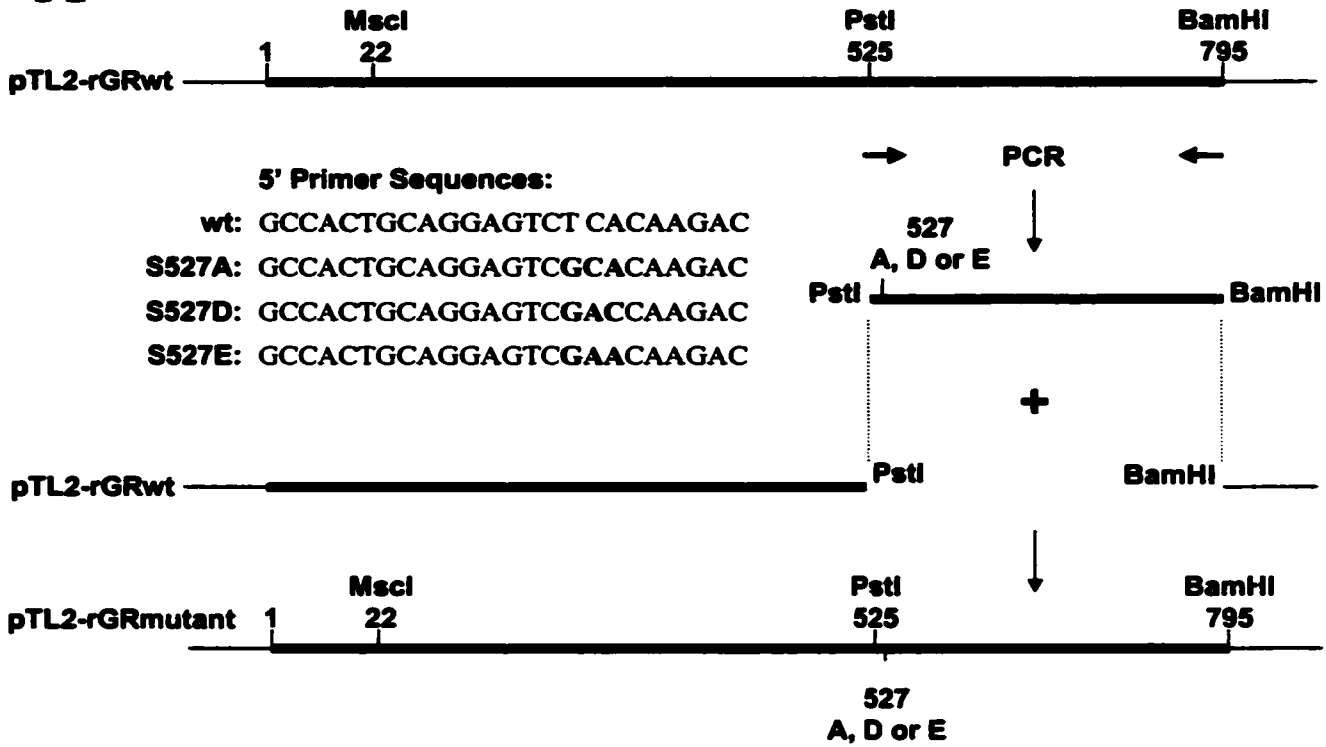 MscI PstI BamHI
1 22 525 795
pTL2-rGRwt
PCR
5' Primer Sequences:
wt: GCCACTGCAGGAGTCT CACAAGAC
S527A: GCCACTGCAGGAGTCGCACAAGAC
S527D: GCCACTGCAGGAGTCGACCAAGAC
S527E: GCCACTGCAGGAGTCGAACAAGAC
527
A, D or E
PstI BamHI
+
pTL2-rGRwt PstI BamHI
MscI PstI BamHI
pTL2-rGRmutant 1 22 525 795
527
A, D or E